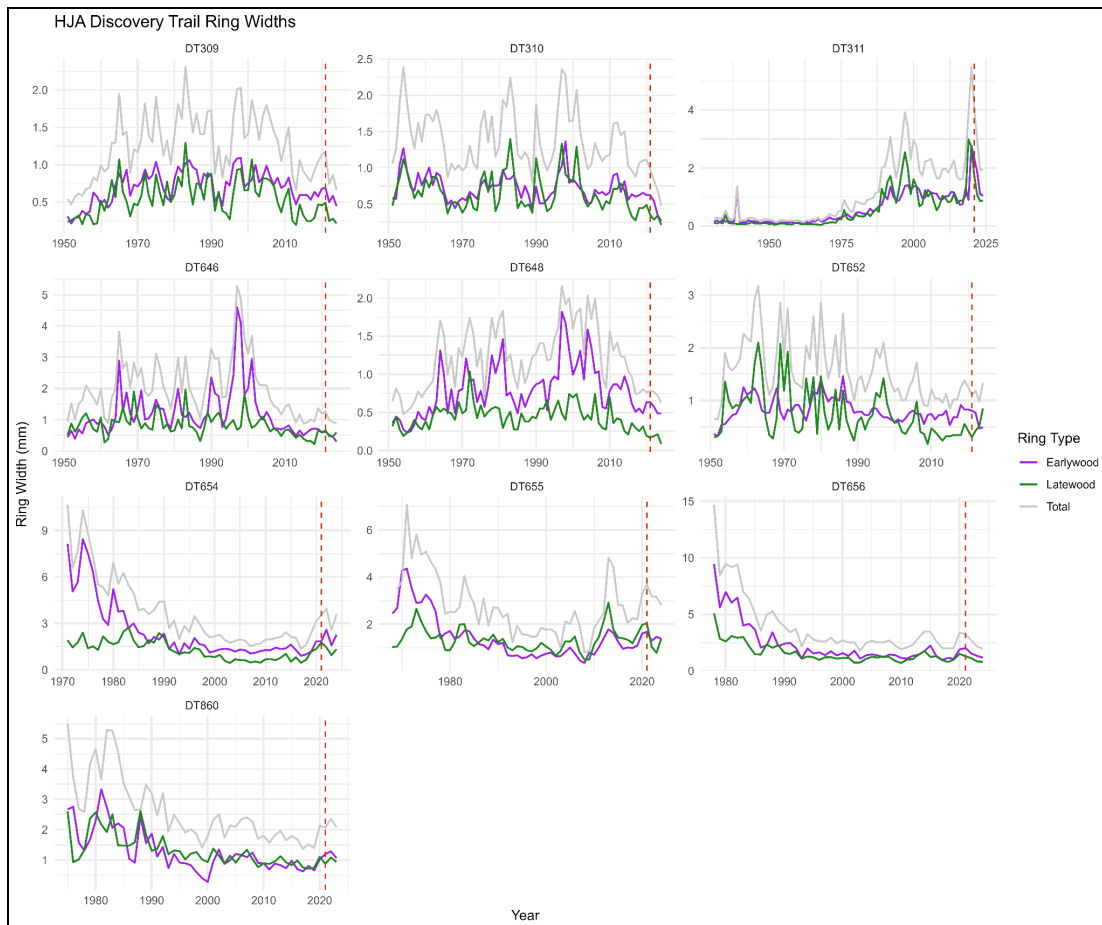 HJA Discovery Trail Ring Widths
DT309 DT310 DT311
2.0
1.5
1.0
0.5
1950 1970 1990 2010
2.5
2.0
1.5
1.0
0.5
0.0
1950 1970 1990 2010
4
2
0
1950 1975 2000 2025
DT646 DT648 DT652
5
4
3
2
1
0
1950 1970 1990 2010
2.0
1.5
1.0
0.5
0.0
1950 1970 1990 2010
3
2
1
1950 1970 1990 2010
DT654 DT655 DT656
9
6
3
0
1970 1980 1990 2000 2010 2020
6
4
2
1980 2000 2020
15
10
5
0
1980 1990 2000 2010 2020
DT860
5
4
3
2
1
1980 1990 2000 2010 2020
Ring Width (mm)
Year
Ring Type
Earlywood
Latewood
Total